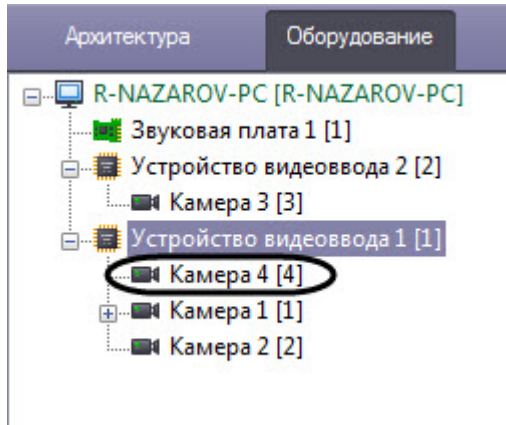 Архитектура Оборудование
R-NAZAROV-PC [R-NAZAROV-PC]
Звуковая плата 1 [1]
Устройство видеоввода 2 [2]
Камера 3 [3]
Устройство видеоввода 1 [1]
Камера 4 [4]
Камера 1 [1]
Камера 2 [2]